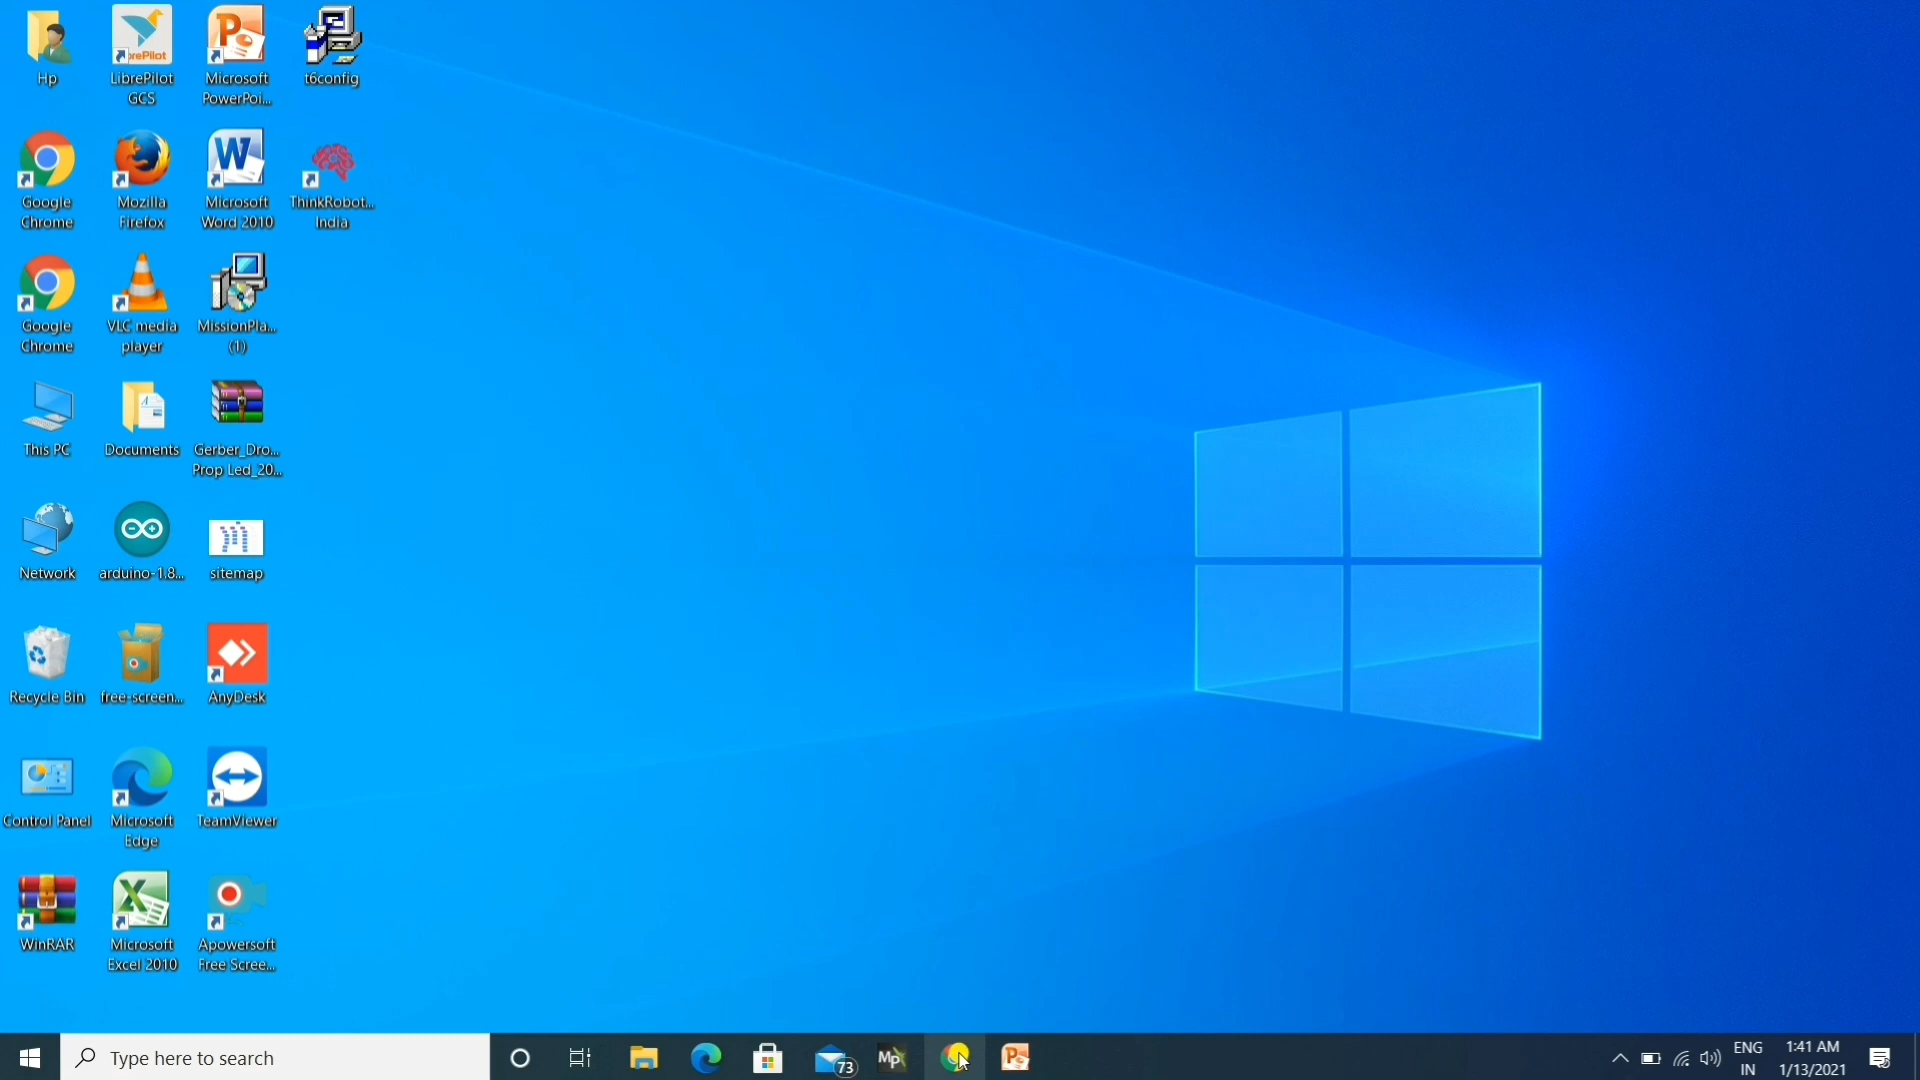 Hp
LibrePilot
GCS
Microsoft
PowerPoi...
t6config
Google
Chrome
Mozilla
Firefox
Microsoft
Word 2010
ThinkRobot...
India
Google
Chrome
VLC media
player
MissionPla...
(1)
This PC
Documents
Gerber_Dro...
Prop Led_20...
Network
arduino-1.8...
sitemap
Recycle Bin
free-screen...
AnyDesk
Control Panel
Microsoft
Edge
TeamViewer
WinRAR
Microsoft
Excel 2010
Apowersoft
Free Scree...
Type here to search
73
Mp
ENG
IN
1:41 AM
1/13/2021